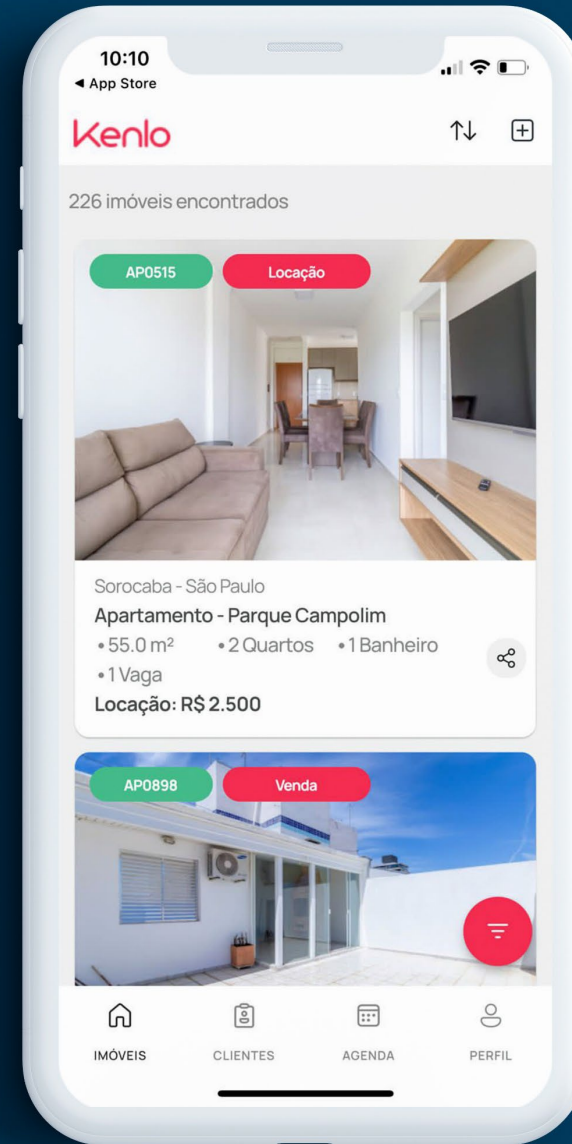 10:10
◀ App Store
Kenlo
226 imóveis encontrados
AP0515 Locação
Sorocaba - São Paulo
Apartamento - Parque Campolim
• 55.0 m² • 2 Quartos • 1 Banheiro
• 1 Vaga
Locação: R$ 2.500
AP0898 Venda
IMÓVEIS CLIENTES AGENDA PERFIL